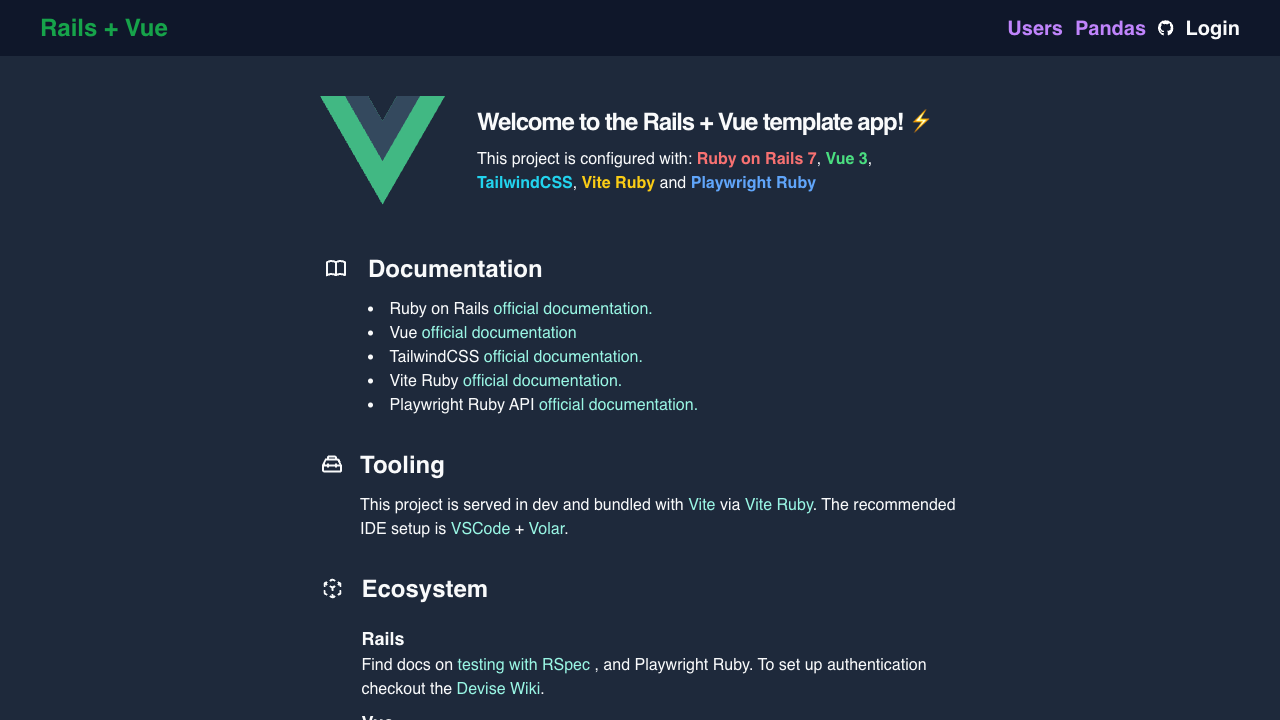 Rails + Vue
Users Pandas Login
Welcome to the Rails + Vue template app! ⚡
This project is configured with: Ruby on Rails 7, Vue 3,
TailwindCSS, Vite Ruby and Playwright Ruby
Documentation
Ruby on Rails official documentation.
Vue official documentation
TailwindCSS official documentation.
Vite Ruby official documentation.
Playwright Ruby API official documentation.
Tooling
This project is served in dev and bundled with Vite via Vite Ruby. The recommended
IDE setup is VSCode + Volar.
Ecosystem
Rails
Find docs on testing with RSpec , and Playwright Ruby. To set up authentication
checkout the Devise Wiki.
Vue